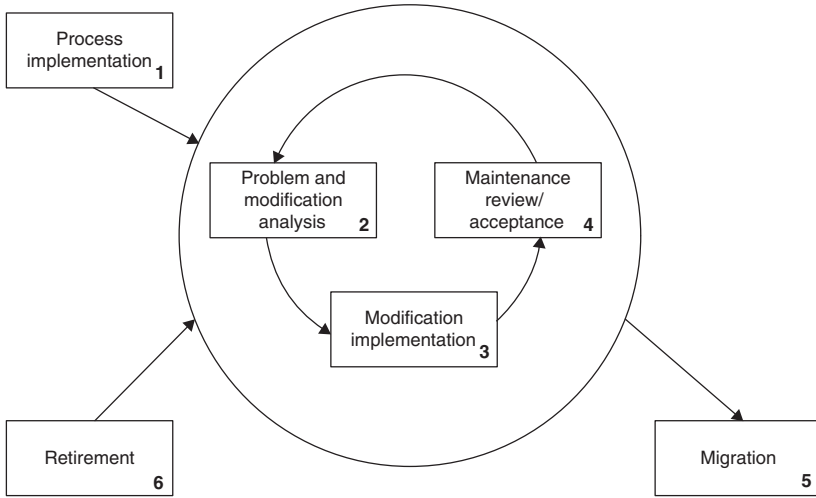 Process
implementation 1
Problem and
modification
analysis 2
Maintenance
review/
acceptance 4
Modification
implementation 3
Retirement
6
Migration
5